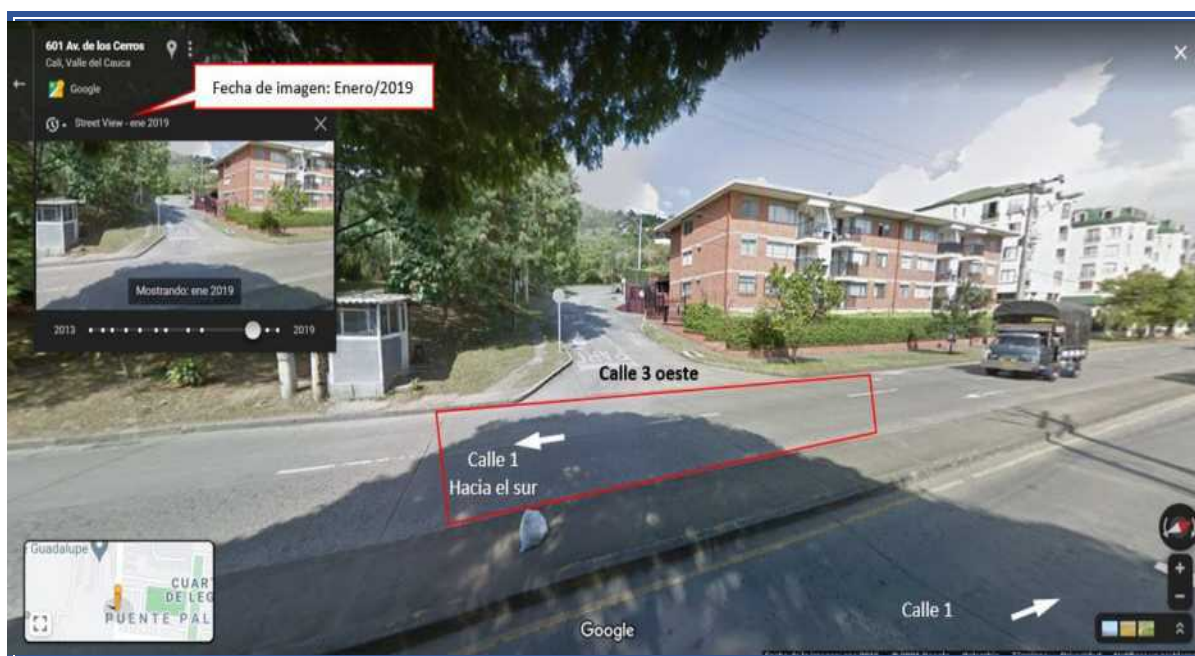 601 Av. de los Cerros
Cali, Valle del Cauca
Google
Street View - ene 2019
Fecha de imagen: Enero/2019
Mostrando: ene 2019
2013
2019
Calle 3 oeste
Calle 1
Hacia el sur
Guadalupe
CUAR
DE LEG
PUENTE PAL
Google
Calle 1